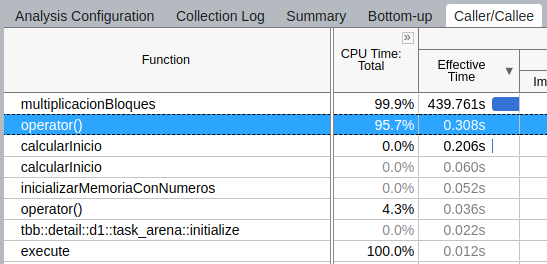 Analysis Configuration Collection Log Summary Bottom-up Caller/Callee
Function CPU Time: Total » Effective Time ▼ Im
multiplicacionBloques 99.9% 439.761s
operator() 95.7% 0.308s
calcularInicio 0.0% 0.206s
calcularInicio 0.0% 0.060s
inicializarMemoriaConNumeros 0.0% 0.052s
operator() 4.3% 0.036s
tbb::detail::d1::task_arena::initialize 0.0% 0.022s
execute 100.0% 0.012s